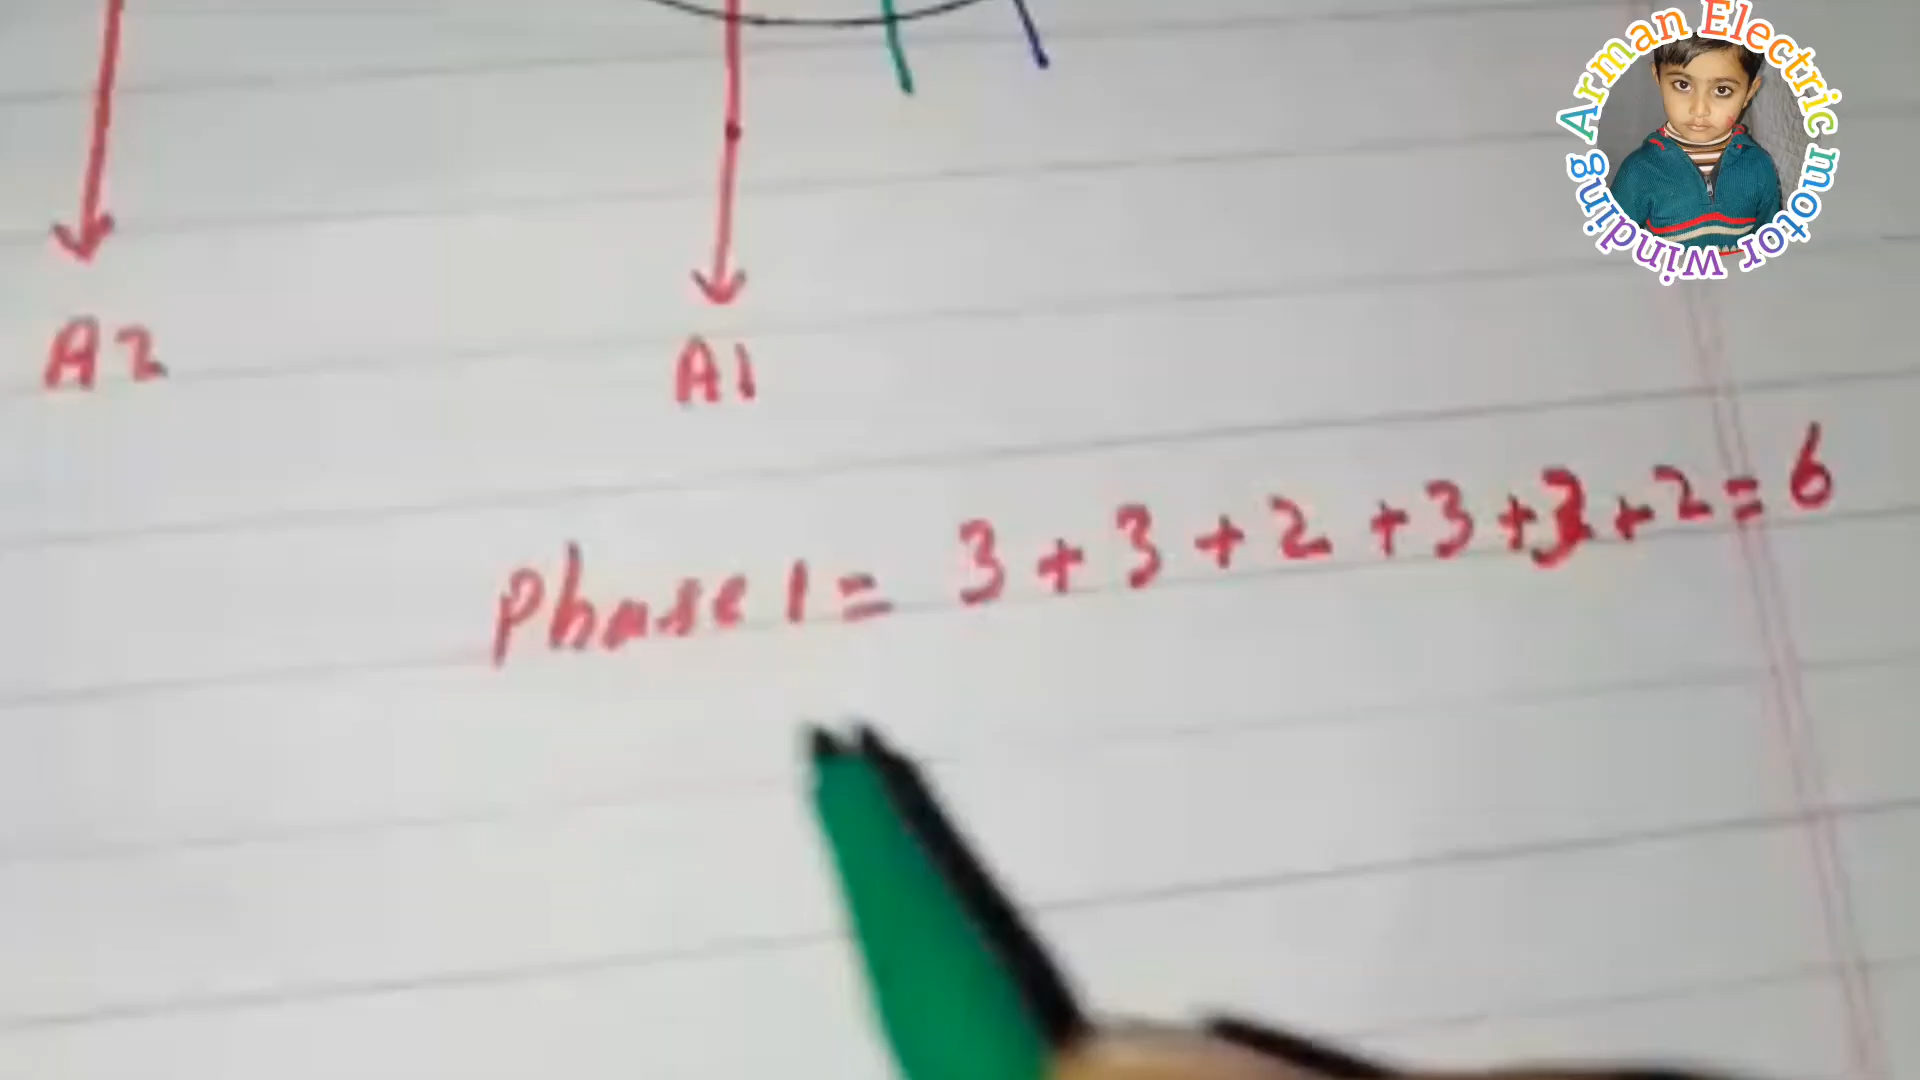 Arman Electric motor winding
A2
A1
Phase 1 = 3 + 3 + 2 + 3 + 3 + 2 = 6